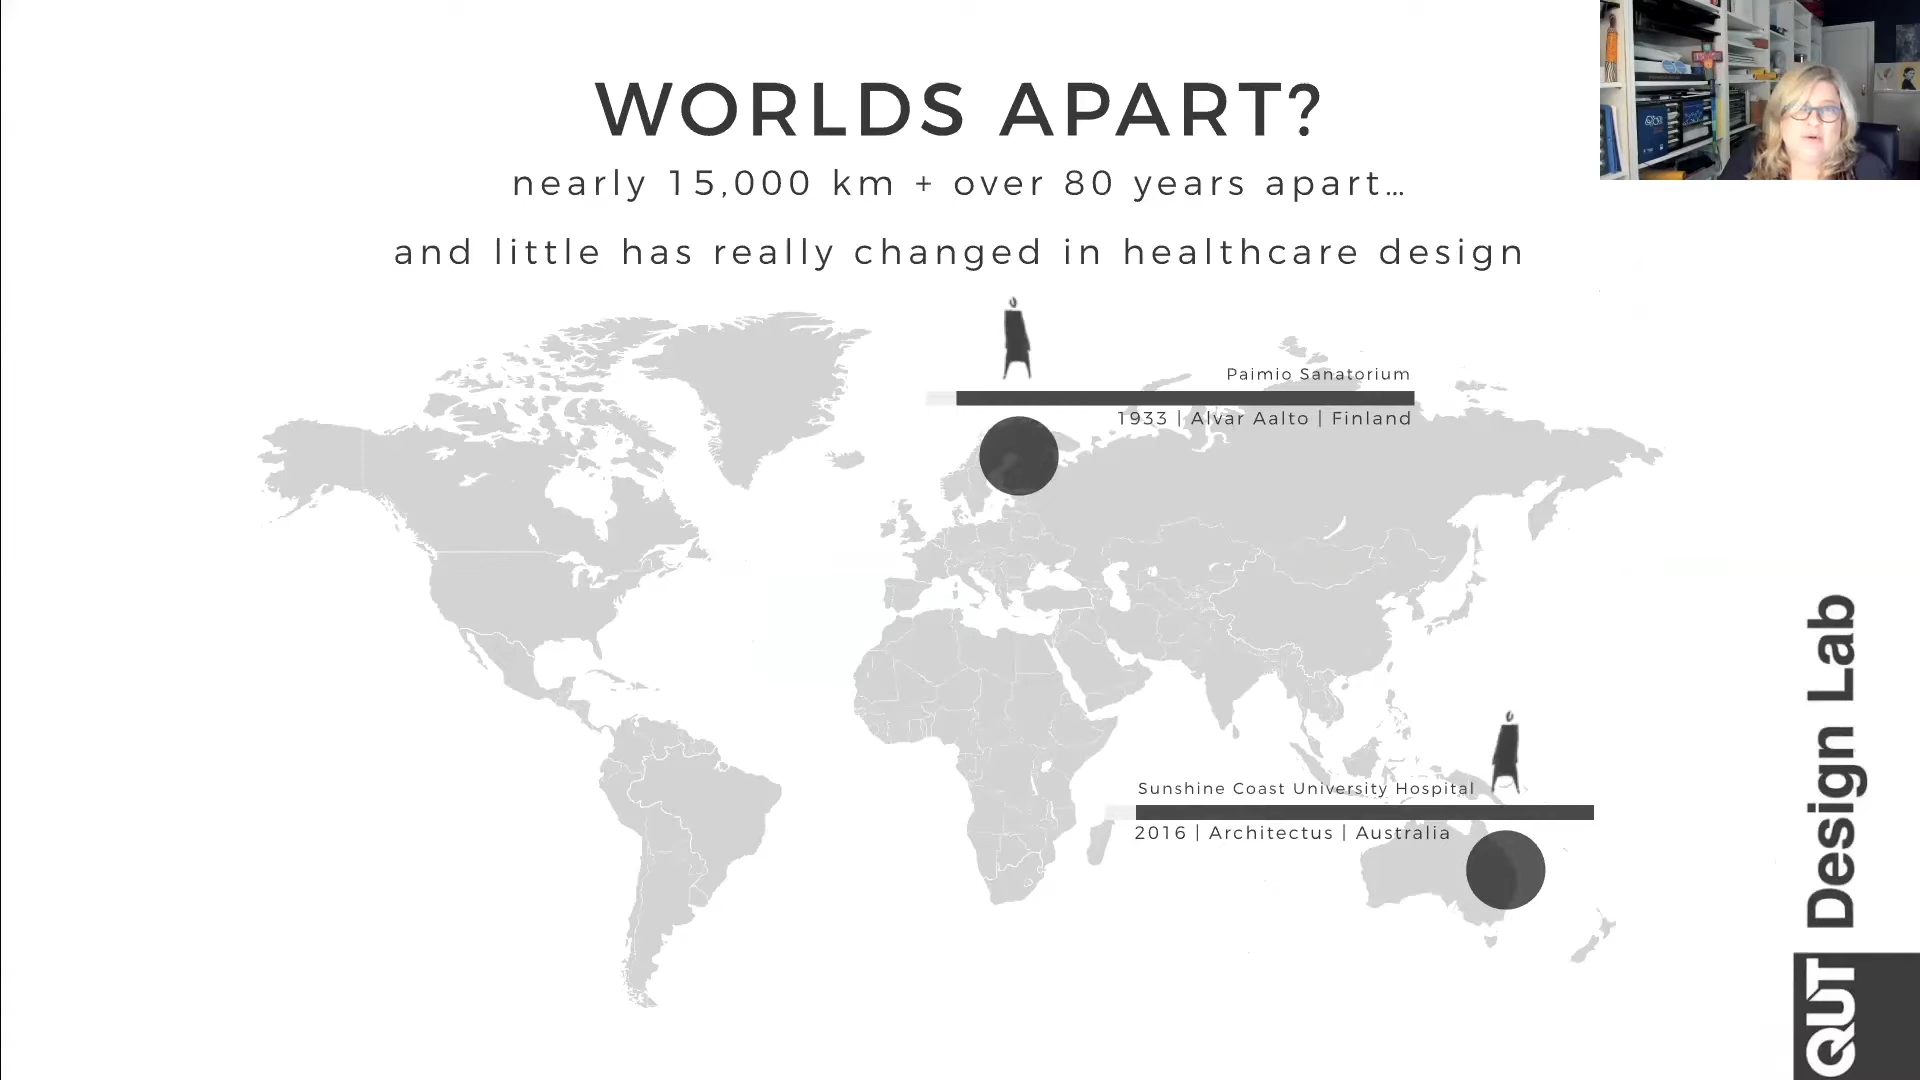 WORLDS APART?
nearly 15,000 km + over 80 years apart…
and little has really changed in healthcare design
Paimio Sanatorium
1933 | Alvar Aalto | Finland
Sunshine Coast University Hospital
2016 | Architectus | Australia
QUT Design Lab